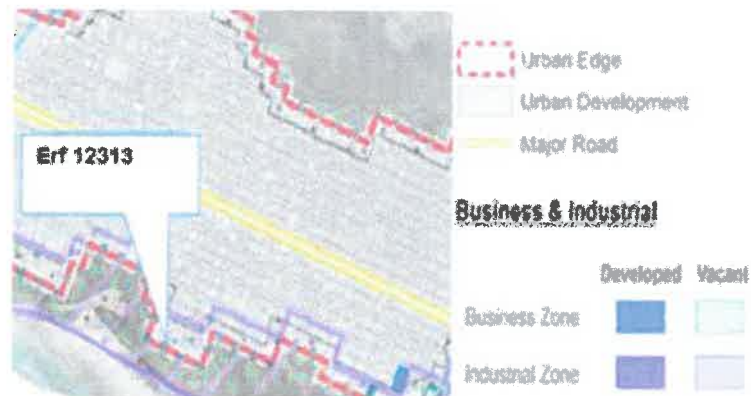 Erf 12313
Urban Edge
Urban Development
Major Road
Business & Industrial
Developed Vacant
Business Zone
Industrial Zone